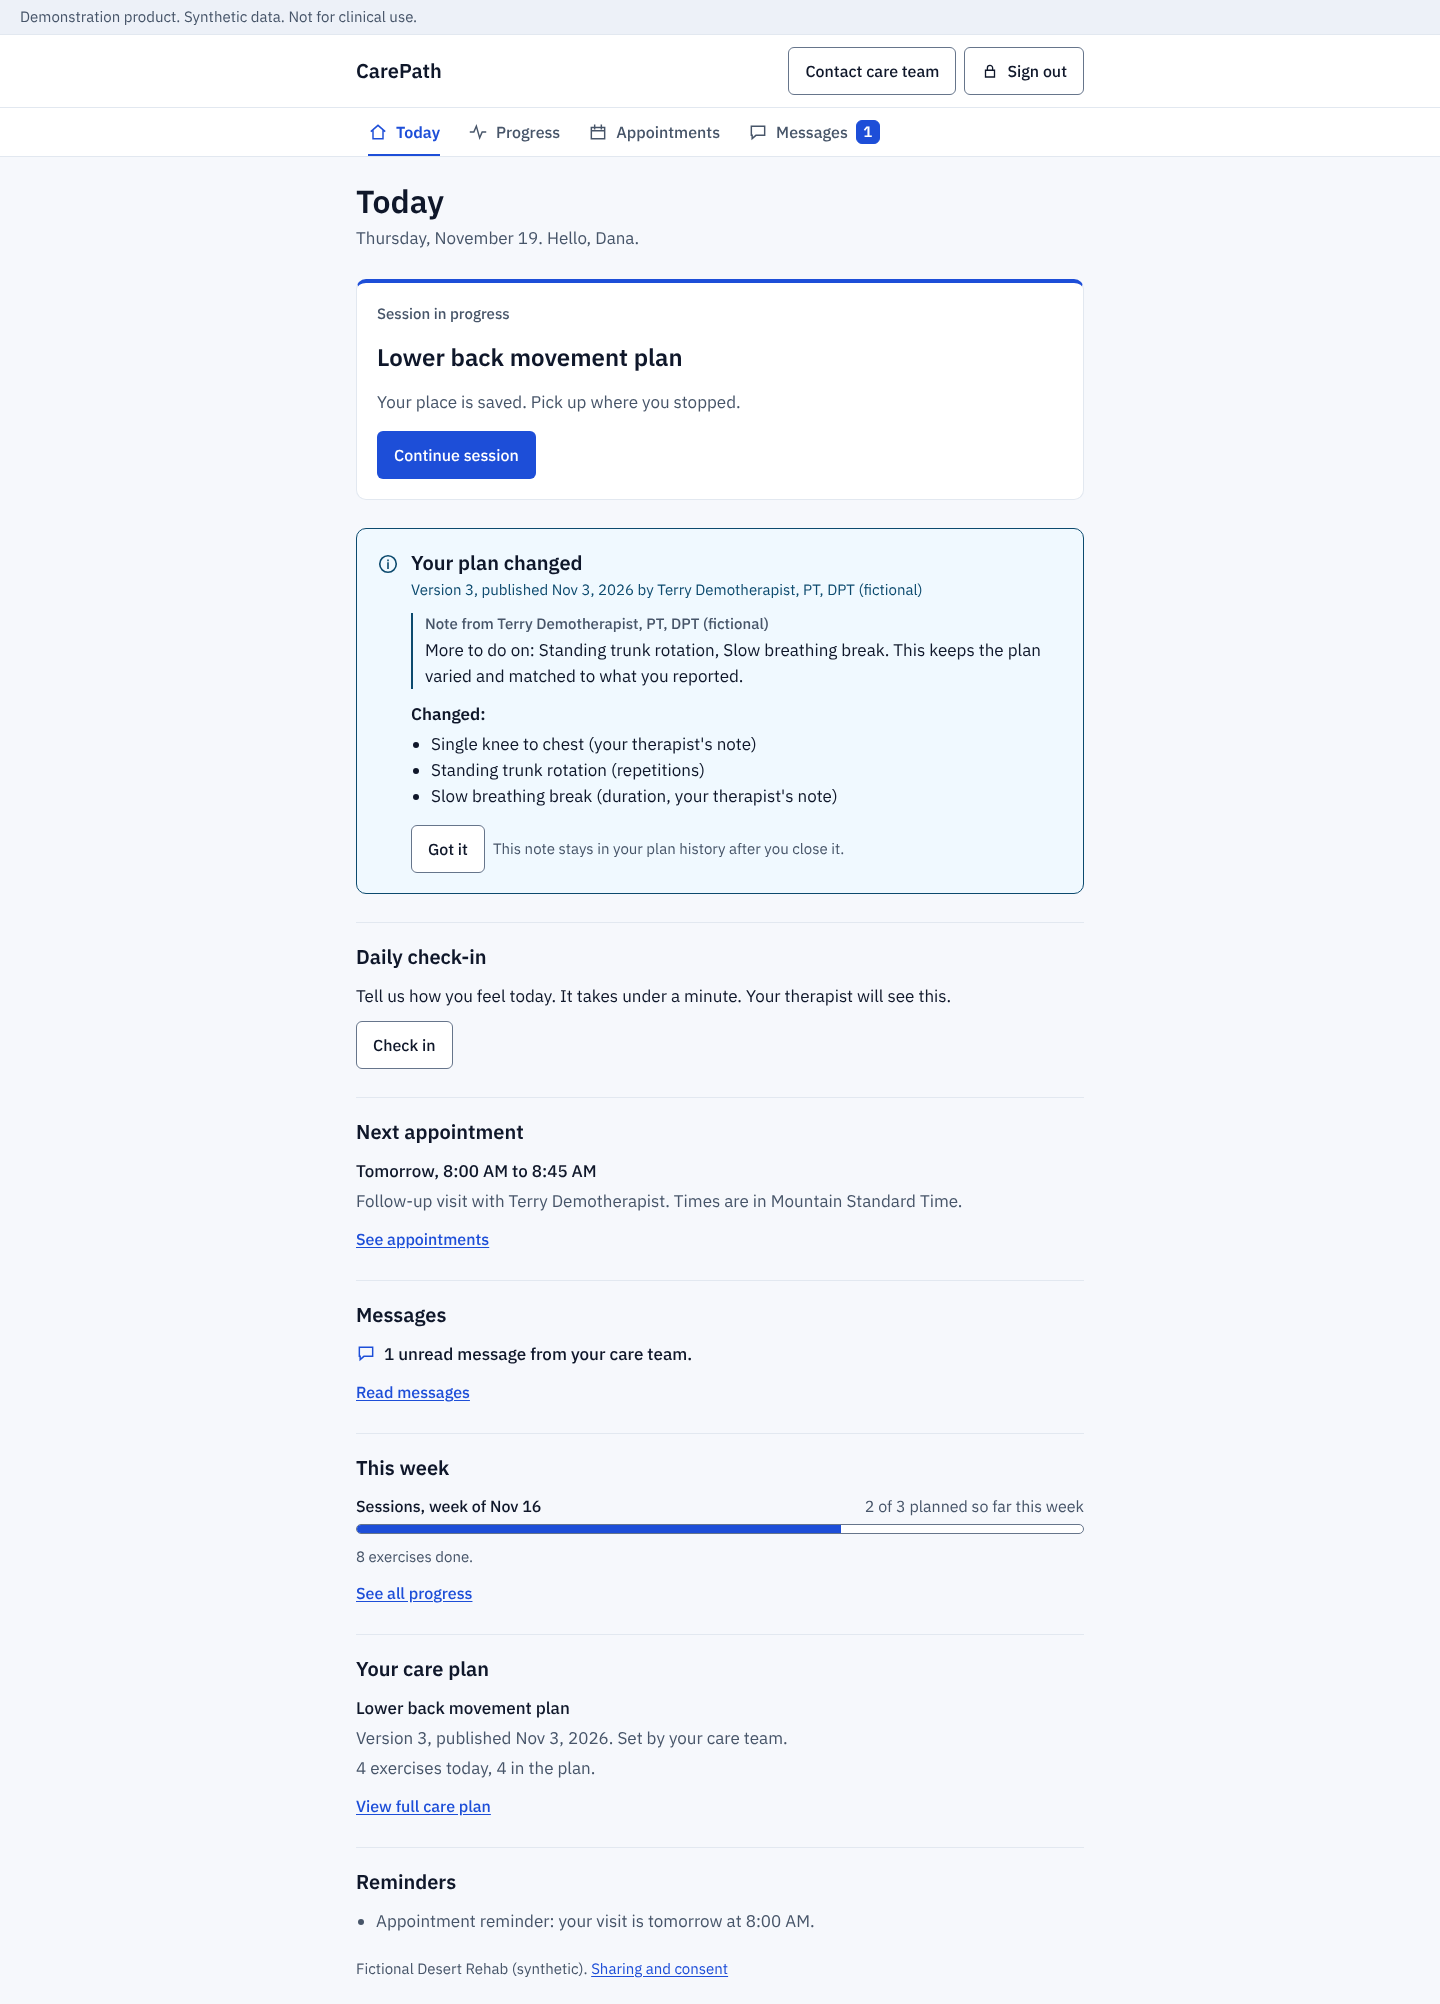 Demonstration product. Synthetic data. Not for clinical use.
CarePath
Contact care team
Sign out
Today
Progress
Appointments
Messages 1
Today
Thursday, November 19. Hello, Dana.
Session in progress
Lower back movement plan
Your place is saved. Pick up where you stopped.
Continue session
Your plan changed
Version 3, published Nov 3, 2026 by Terry Demotherapist, PT, DPT (fictional)
Note from Terry Demotherapist, PT, DPT (fictional)
More to do on: Standing trunk rotation, Slow breathing break. This keeps the plan
varied and matched to what you reported.
Changed:
• Single knee to chest (your therapist's note)
• Standing trunk rotation (repetitions)
• Slow breathing break (duration, your therapist's note)
Got it
This note stays in your plan history after you close it.
Daily check-in
Tell us how you feel today. It takes under a minute. Your therapist will see this.
Check in
Next appointment
Tomorrow, 8:00 AM to 8:45 AM
Follow-up visit with Terry Demotherapist. Times are in Mountain Standard Time.
See appointments
Messages
1 unread message from your care team.
Read messages
This week
Sessions, week of Nov 16
2 of 3 planned so far this week
8 exercises done.
See all progress
Your care plan
Lower back movement plan
Version 3, published Nov 3, 2026. Set by your care team.
4 exercises today, 4 in the plan.
View full care plan
Reminders
• Appointment reminder: your visit is tomorrow at 8:00 AM.
Fictional Desert Rehab (synthetic). Sharing and consent